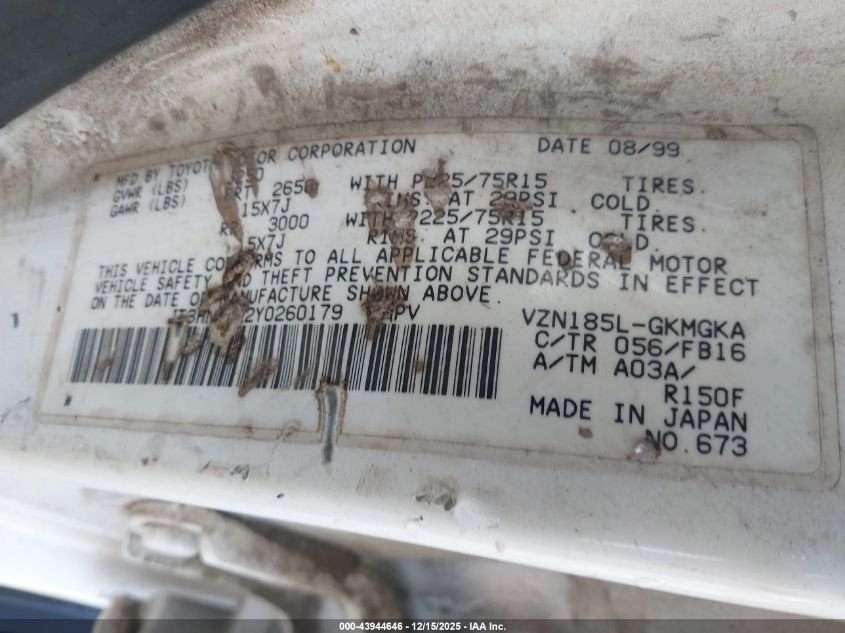 MFD. BY TOYOTA MOTOR CORPORATION DATE 08/99
GVWR (LBS)
GAWR (LBS) FRT 2650 WITH P225/75R15 TIRES.
15X7J RIMS AT 29PSI COLD.
RR 3000 WITH P225/75R15 TIRES.
15X7J RIMS AT 29PSI COLD.
THIS VEHICLE CONFORMS TO ALL APPLICABLE FEDERAL MOTOR
VEHICLE SAFETY AND THEFT PREVENTION STANDARDS IN EFFECT
ON THE DATE OF MANUFACTURE SHOWN ABOVE.
VZN185L-GKMGKA
C/TR 056/FB16
A/TM A03A/
R150F
MADE IN JAPAN
NO.673
000-43944646 - 12/15/2025 - IAA Inc.